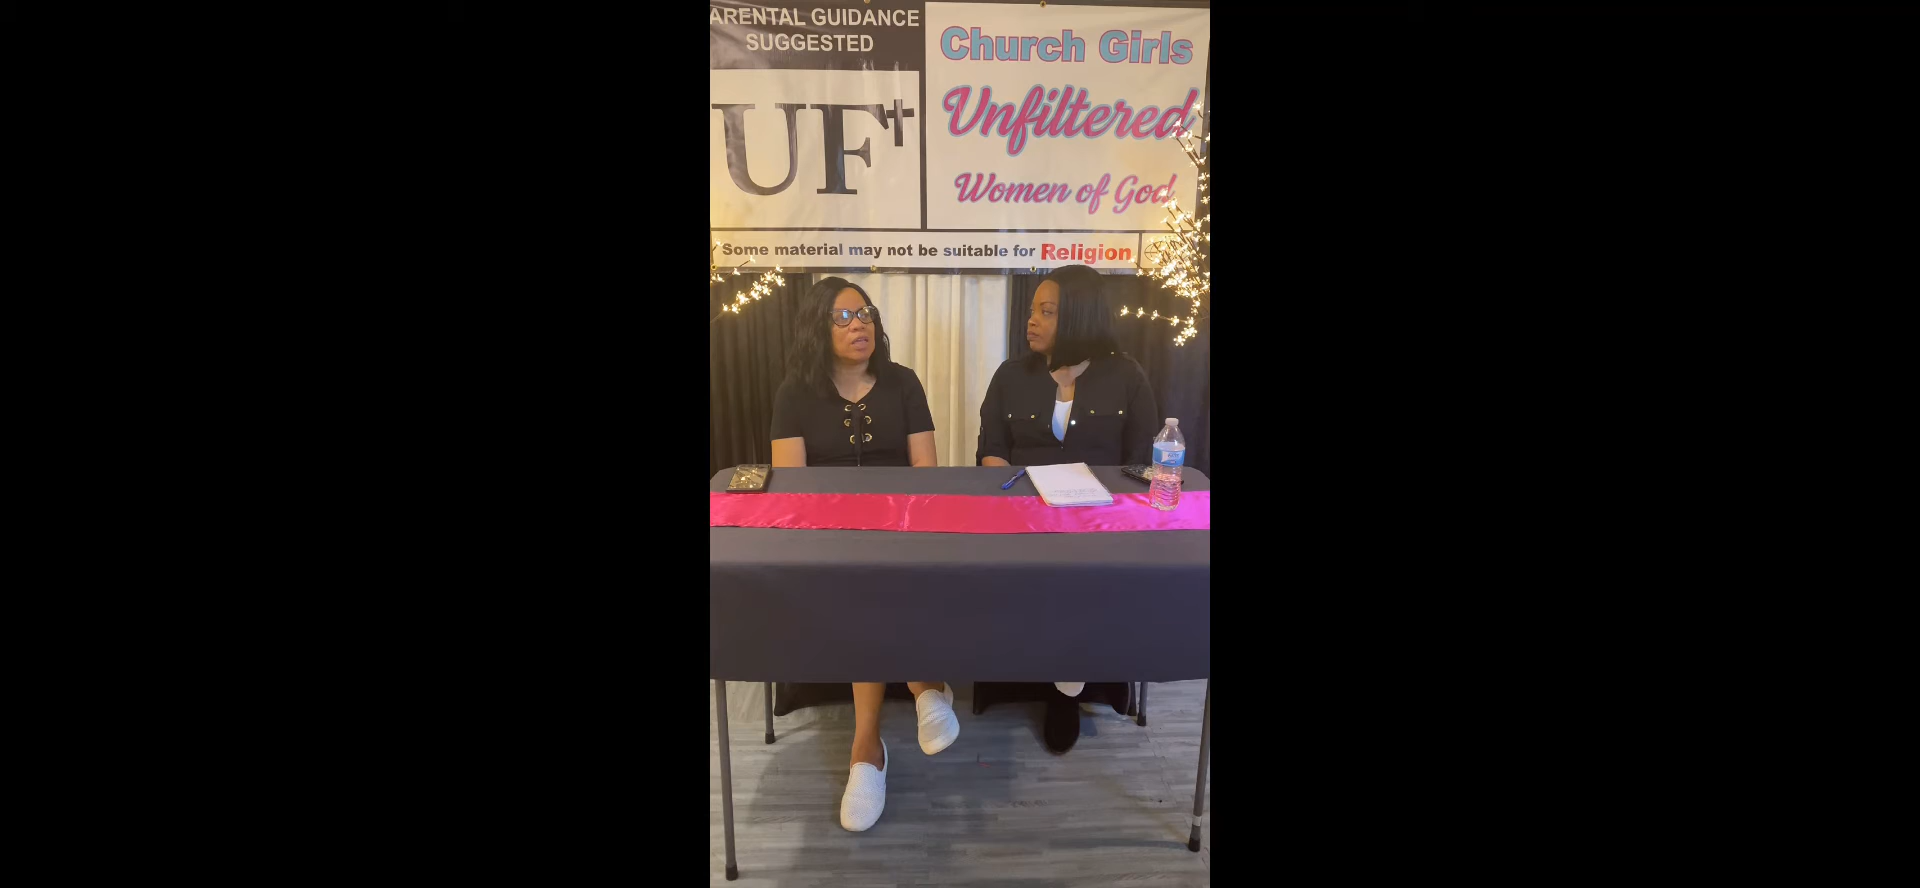 ARENTAL GUIDANCE
SUGGESTED
UF+
Church Girls
Unfiltered
Women of God
Some material may not be suitable for Religion